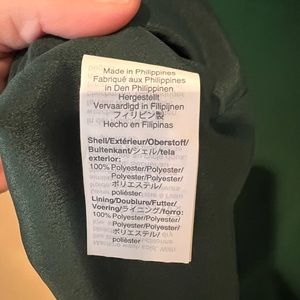 Made in Philippines
Fabriqué aux Philippines
in Den Philippinen
Hergestellt
Vervaardigd in Filipijnen
フィリピン製
Hecho en Filipinas
Shell/Extérieur/Oberstoff/
Buitenkant/シェル/tela
exterior:
100% Polyester/Polyester/
Polyester/Polyester/
ポリエステル/
poliéster
Lining/Doublure/Futter/
Voering/ライニング/forro:
100% Polyester/Polyester/
Polyester/Polyester/
ポリエステル/
poliéster